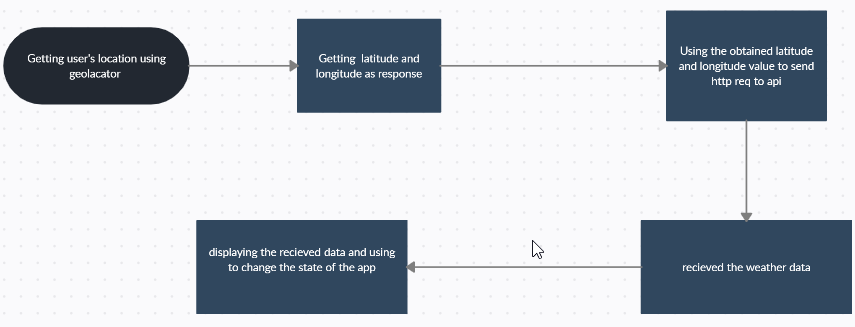 Getting user's location using
geolacator
Getting latitude and
longitude as response
Using the obtained latitude
and longitude value to send
http req to api
recieved the weather data
displaying the recieved data and using
to change the state of the app